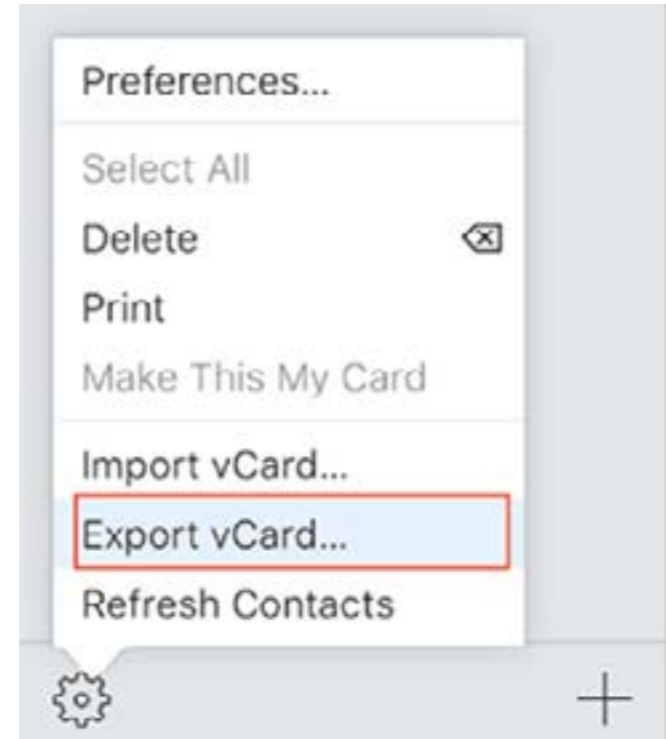 Preferences...
Select All
Delete
Print
Make This My Card
Import vCard...
Export vCard...
Refresh Contacts